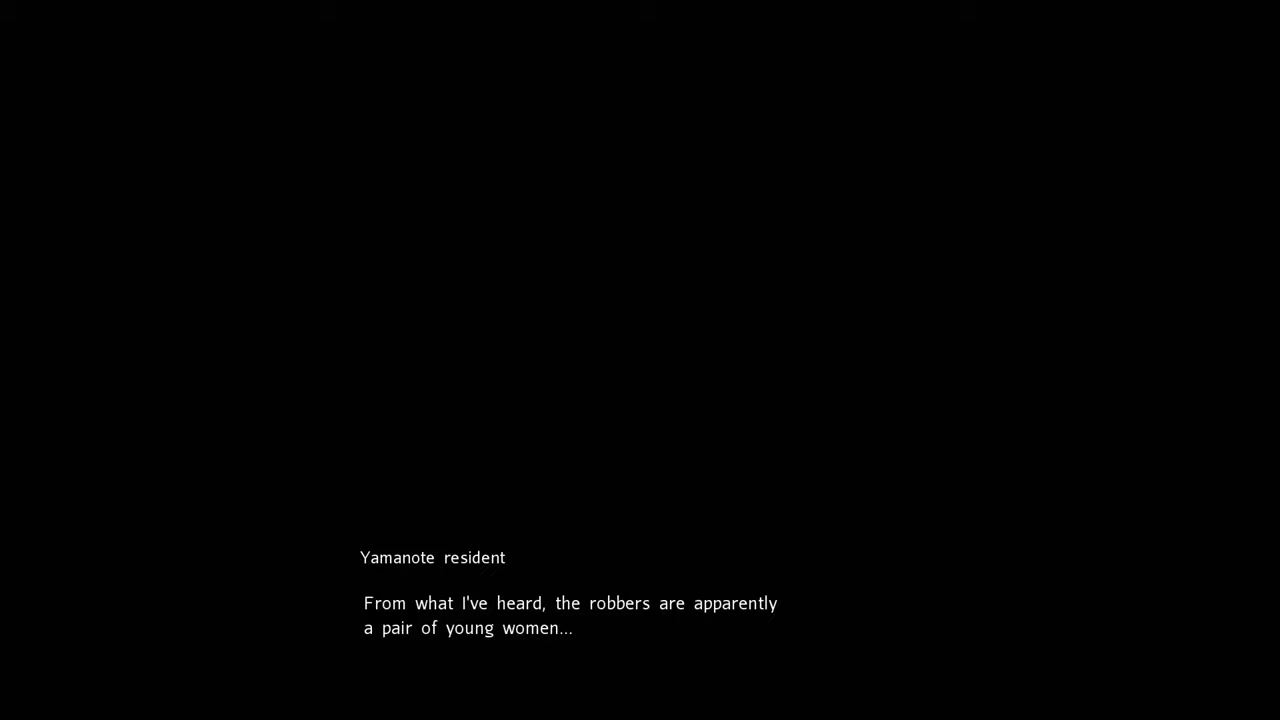 Yamanote resident
From what I've heard, the robbers are apparently
a pair of young women...